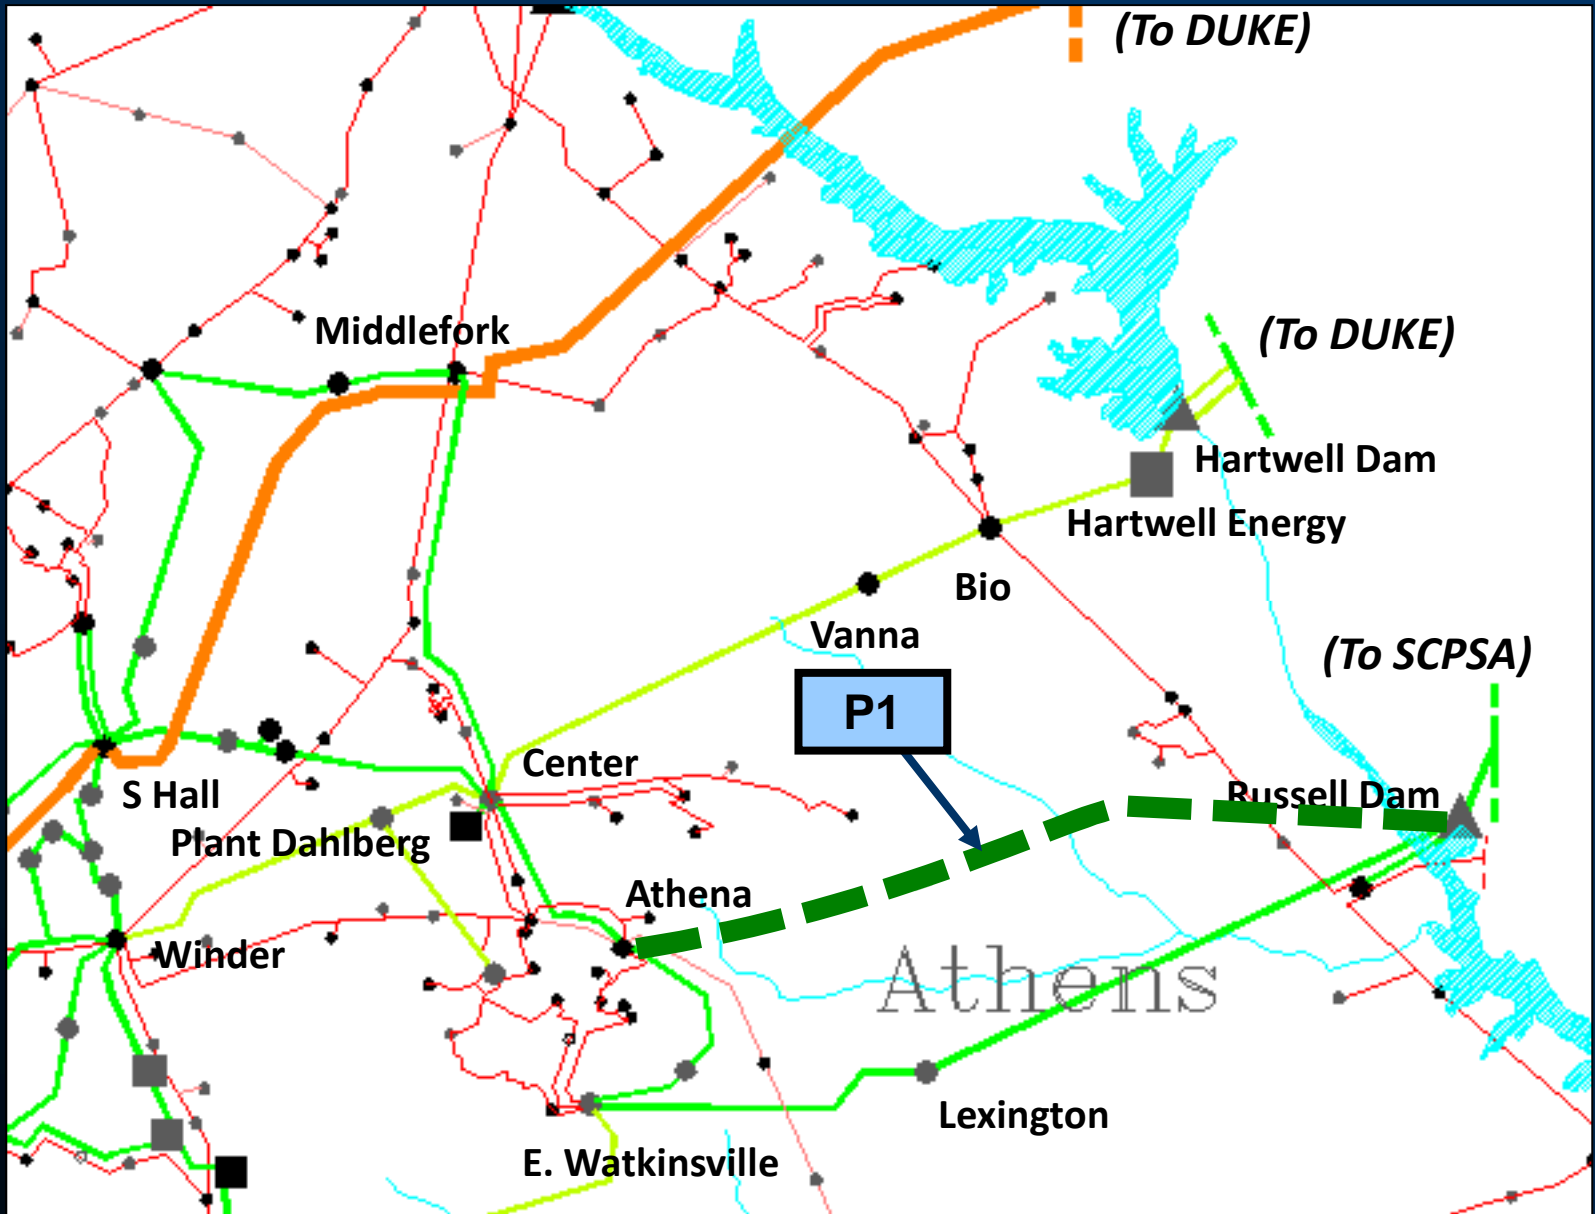 (To DUKE)
Middlefork
(To DUKE)
Hartwell Dam
Hartwell Energy
Bio
Vanna
(To SCPSA)
P1
Center
S Hall
Russell Dam
Plant Dahlberg
Athena
Winder
Athens
Lexington
E. Watkinsville